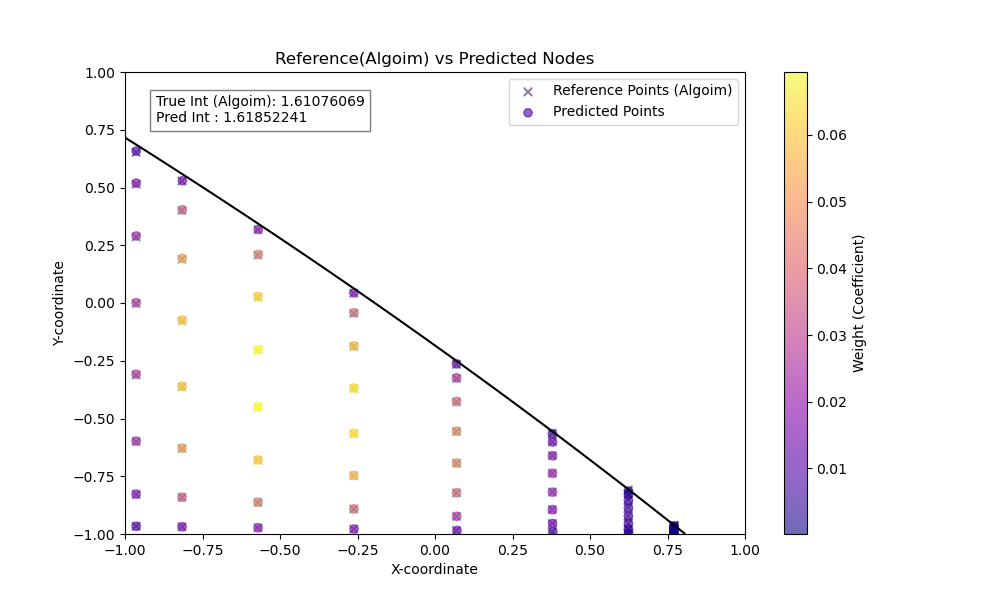 Reference(Algoim) vs Predicted Nodes
True Int (Algoim): 1.61076069
Pred Int : 1.61852241
Reference Points (Algoim)
Predicted Points
1.00
0.75
0.50
0.25
0.00
−0.25
−0.50
−0.75
−1.00
Y-coordinate
−1.00 −0.75 −0.50 −0.25 0.00 0.25 0.50 0.75 1.00
X-coordinate
0.06
0.05
0.04
0.03
0.02
0.01
Weight (Coefficient)